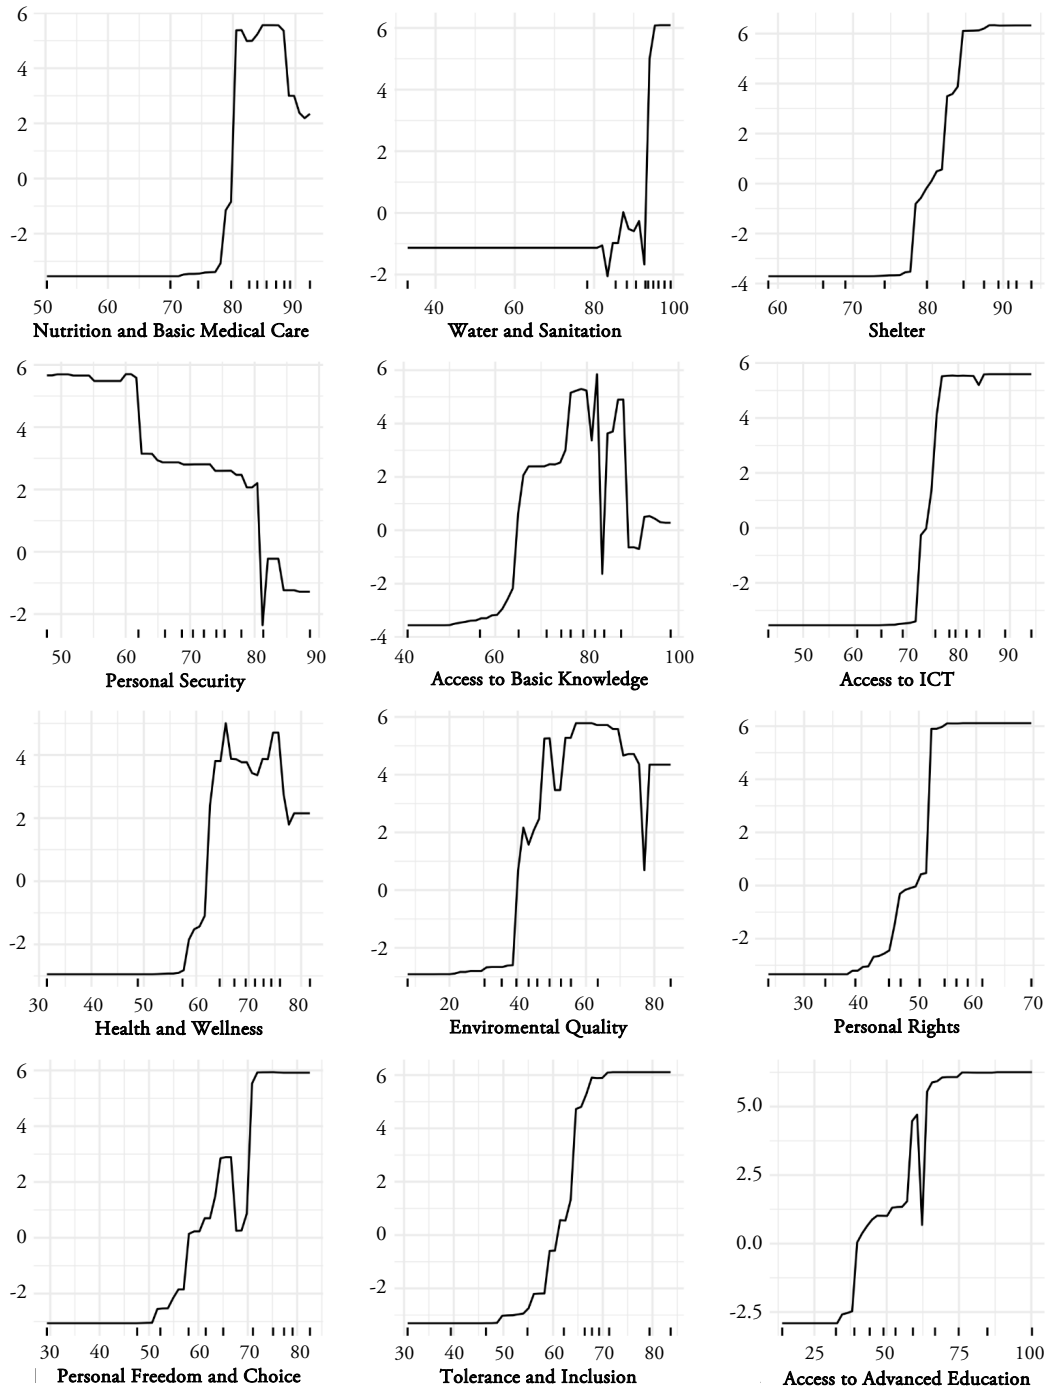 6
4
2
0
-2
50 60 70 80 90
Nutrition and Basic Medical Care
6
4
2
0
-2
40 60 80 100
Water and Sanitation
6
4
2
0
-2
-4
60 70 80 90
Shelter
6
4
2
0
-2
50 60 70 80 90
Personal Security
6
4
2
0
-2
-4
40 60 80 100
Access to Basic Knowledge
6
4
2
0
-2
50 60 70 80 90
Access to ICT
4
2
0
-2
30 40 50 60 70 80
Health and Wellness
6
4
2
0
-2
20 40 60 80
Enviromental Quality
6
4
2
0
-2
30 40 50 60 70
Personal Rights
6
4
2
0
-2
30 40 50 60 70 80
Personal Freedom and Choice
6
4
2
0
-2
30 40 50 60 70 80
Tolerance and Inclusion
5.0
2.5
0.0
-2.5
25 50 75 100
Access to Advanced Education